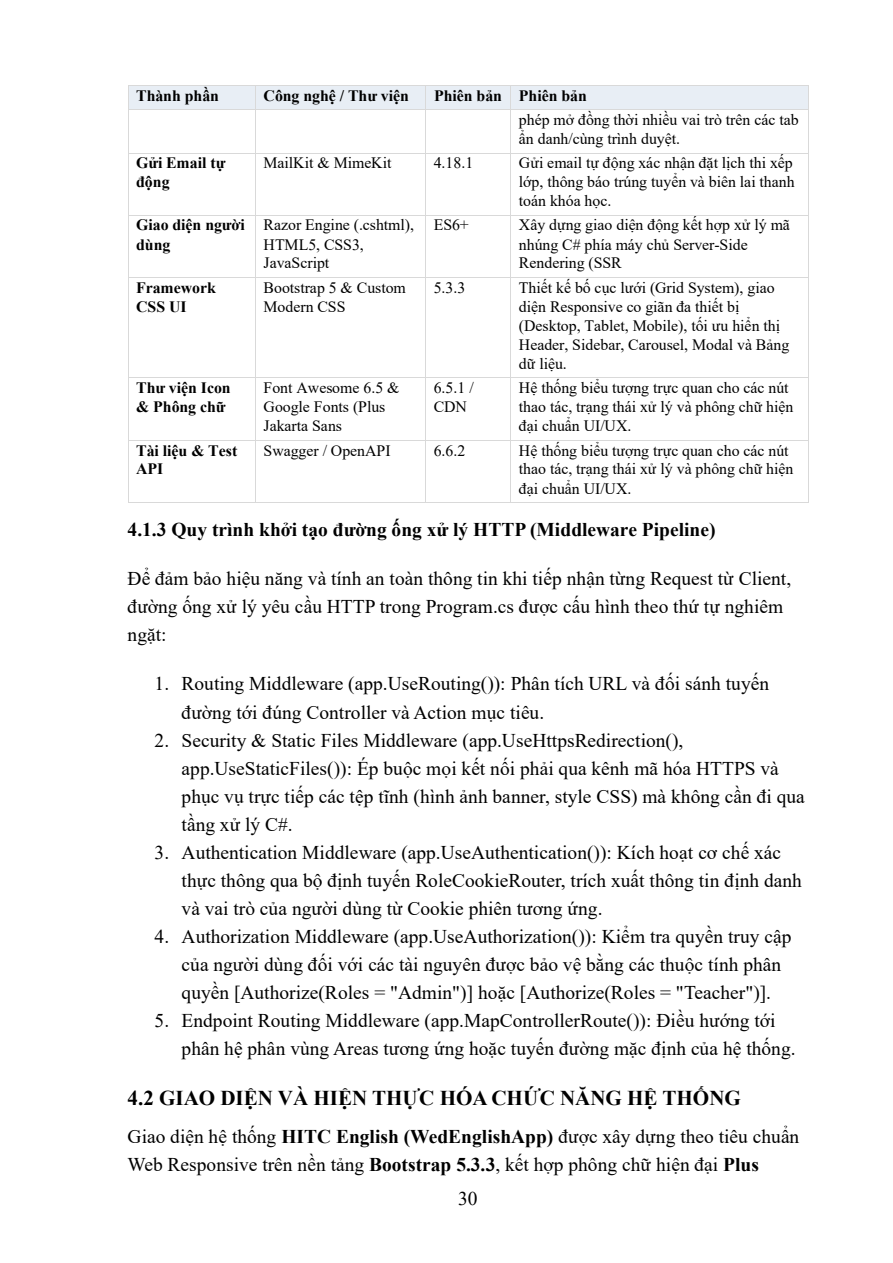 Thành phần Công nghệ / Thư viện Phiên bản Phiên bản
phép mở đồng thời nhiều vai trò trên các tab
ẩn danh/cùng trình duyệt.
Gửi Email tự MailKit & MimeKit 4.18.1 Gửi email tự động xác nhận đặt lịch thi xếp
động lớp, thông báo trúng tuyển và biên lai thanh
toán khóa học.
Giao diện người Razor Engine (.cshtml), ES6+ Xây dựng giao diện động kết hợp xử lý mã
dùng HTML5, CSS3, nhúng C# phía máy chủ Server-Side
JavaScript Rendering (SSR
Framework Bootstrap 5 & Custom 5.3.3 Thiết kế bố cục lưới (Grid System), giao
CSS UI Modern CSS diện Responsive co giãn đa thiết bị
(Desktop, Tablet, Mobile), tối ưu hiển thị
Header, Sidebar, Carousel, Modal và Bảng
dữ liệu.
Thư viện Icon Font Awesome 6.5 & 6.5.1 / Hệ thống biểu tượng trực quan cho các nút
& Phông chữ Google Fonts (Plus CDN thao tác, trạng thái xử lý và phông chữ hiện
Jakarta Sans đại chuẩn UI/UX.
Tài liệu & Test Swagger / OpenAPI 6.6.2 Hệ thống biểu tượng trực quan cho các nút
API thao tác, trạng thái xử lý và phông chữ hiện
đại chuẩn UI/UX.
4.1.3 Quy trình khởi tạo đường ống xử lý HTTP (Middleware Pipeline)
Để đảm bảo hiệu năng và tính an toàn thông tin khi tiếp nhận từng Request từ Client,
đường ống xử lý yêu cầu HTTP trong Program.cs được cấu hình theo thứ tự nghiêm
ngặt:
1. Routing Middleware (app.UseRouting()): Phân tích URL và đối sánh tuyến
đường tới đúng Controller và Action mục tiêu.
2. Security & Static Files Middleware (app.UseHttpsRedirection(),
app.UseStaticFiles()): Ép buộc mọi kết nối phải qua kênh mã hóa HTTPS và
phục vụ trực tiếp các tệp tĩnh (hình ảnh banner, style CSS) mà không cần đi qua
tầng xử lý C#.
3. Authentication Middleware (app.UseAuthentication()): Kích hoạt cơ chế xác
thực thông qua bộ định tuyến RoleCookieRouter, trích xuất thông tin định danh
và vai trò của người dùng từ Cookie phiên tương ứng.
4. Authorization Middleware (app.UseAuthorization()): Kiểm tra quyền truy cập
của người dùng đối với các tài nguyên được bảo vệ bằng các thuộc tính phân
quyền [Authorize(Roles = "Admin")] hoặc [Authorize(Roles = "Teacher")].
5. Endpoint Routing Middleware (app.MapControllerRoute()): Điều hướng tới
phân hệ phân vùng Areas tương ứng hoặc tuyến đường mặc định của hệ thống.
4.2 GIAO DIỆN VÀ HIỆN THỰC HÓA CHỨC NĂNG HỆ THỐNG
Giao diện hệ thống HITC English (WedEnglishApp) được xây dựng theo tiêu chuẩn
Web Responsive trên nền tảng Bootstrap 5.3.3, kết hợp phông chữ hiện đại Plus
30